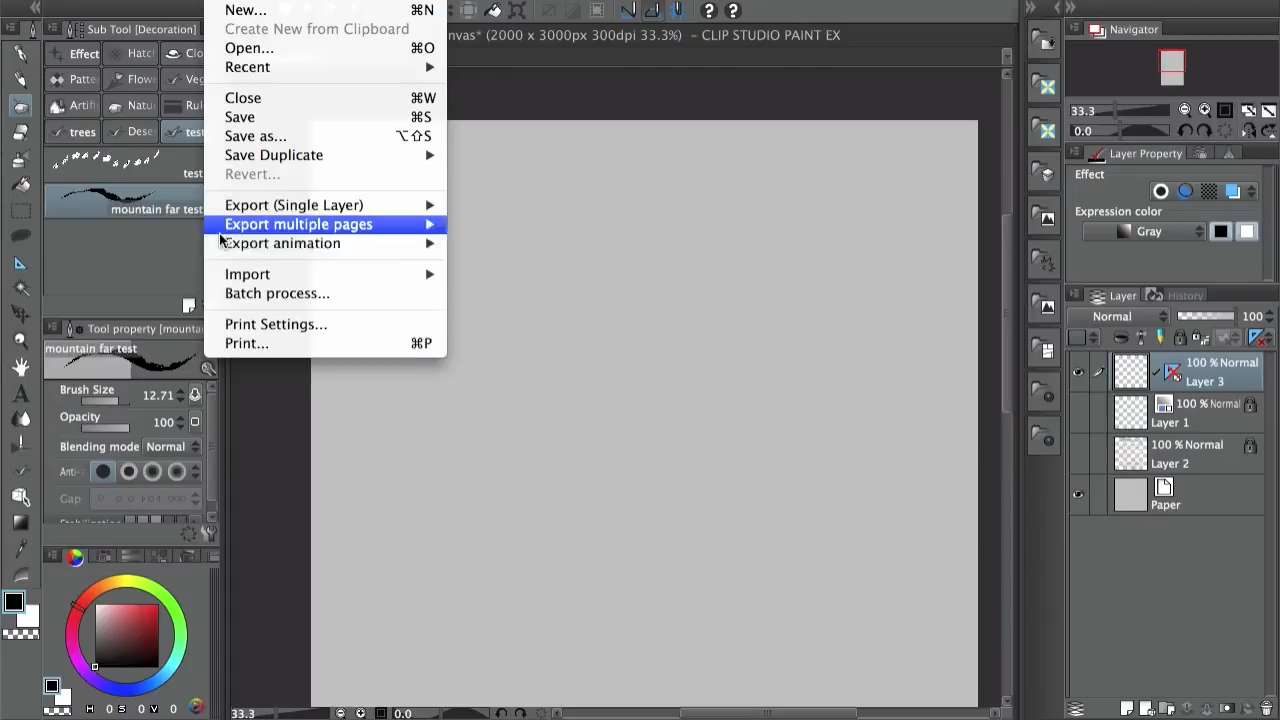 New... ⌘N
Create New from Clipboard
Open... ⌘O
Recent
Close ⌘W
Save ⌘S
Save as... ⌥⇧S
Save Duplicate
Revert...
Export (Single Layer)
Export multiple pages
Export animation
Import
Batch process...
Print Settings...
Print... ⌘P
nvas* (2000 x 3000px 300dpi 33.3%) – CLIP STUDIO PAINT EX
Sub Tool [Decoration]
Effect Hatch Clo
Patte Flow Ve
Artifi Natu Rul
trees Dese test
test
mountain far test
Tool property [mounta
mountain far test
Brush Size 12.71
Opacity 100
Blending mode Normal
Anti-
Gap
H 0 S 0 V 0
33.3 0.0
Navigator
33.3
0.0
Layer Property
Effect
Expression color
Gray
Layer History
Normal 100
100 % Normal
Layer 3
100 % Normal
Layer 1
100 % Normal
Layer 2
Paper